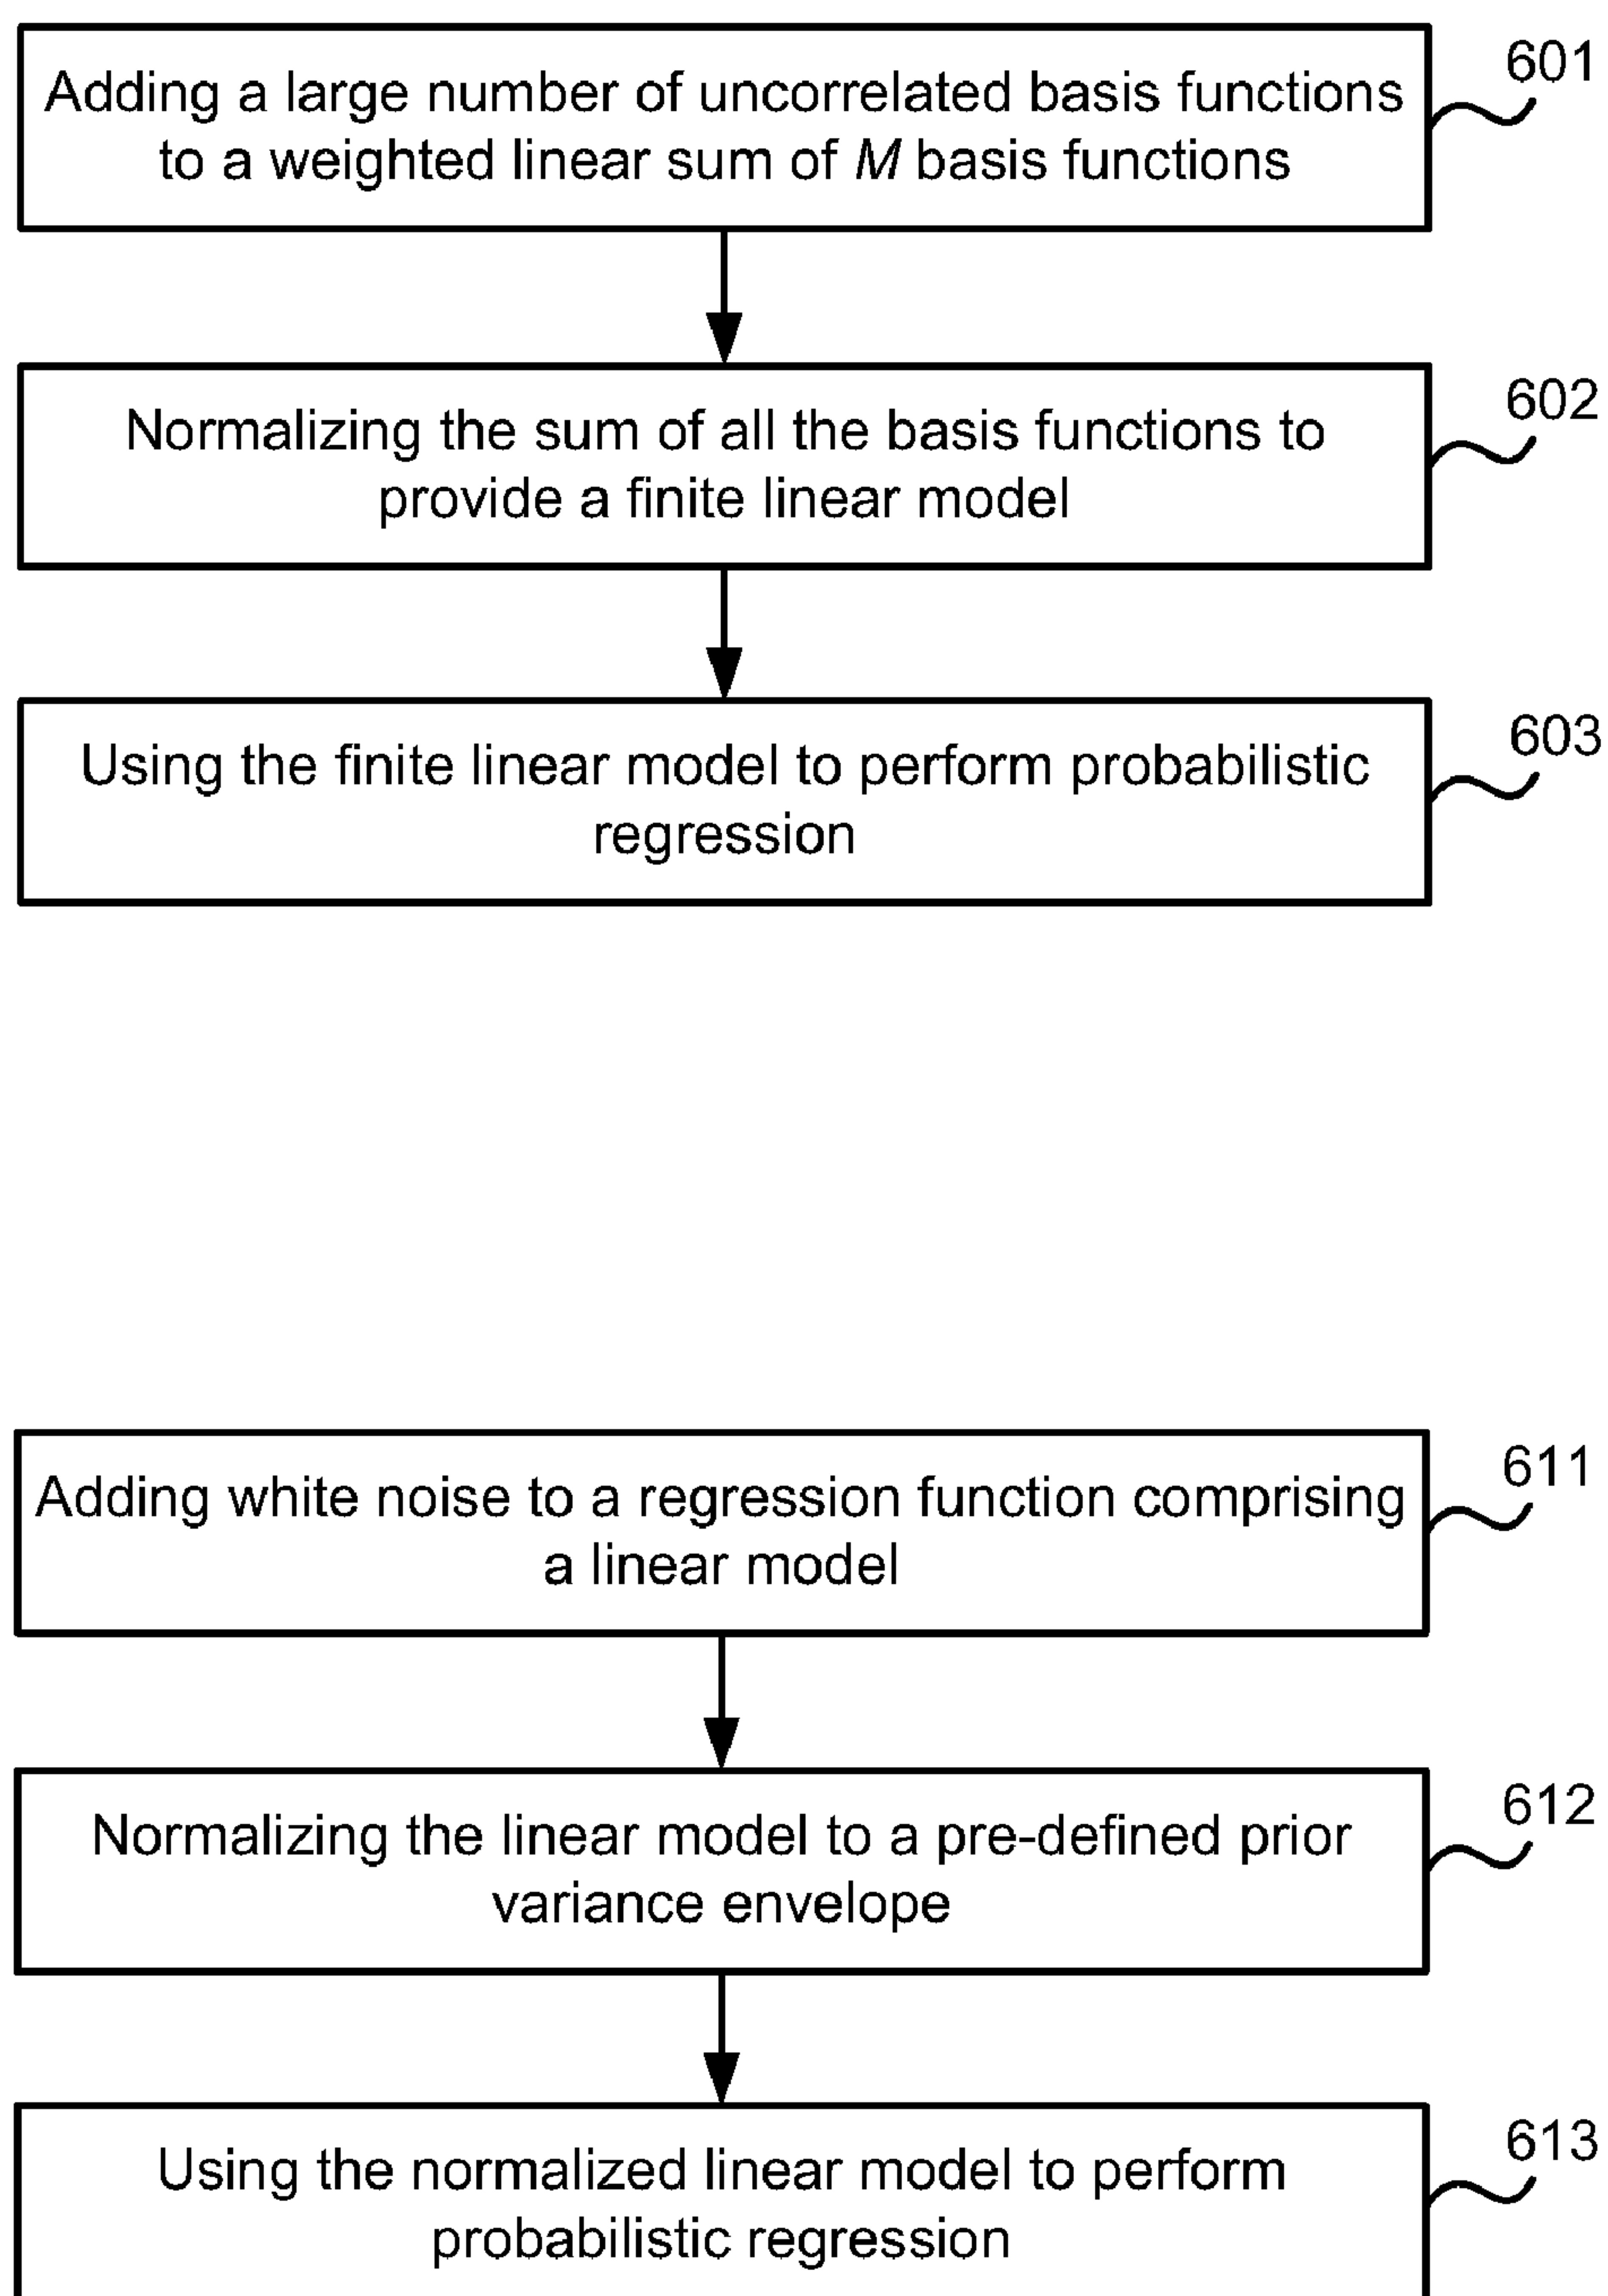 Adding a large number of uncorrelated basis functions
to a weighted linear sum of M basis functions
601
Normalizing the sum of all the basis functions to
provide a finite linear model
602
Using the finite linear model to perform probabilistic
regression
603
Adding white noise to a regression function comprising
a linear model
611
Normalizing the linear model to a pre-defined prior
variance envelope
612
Using the normalized linear model to perform
probabilistic regression
613